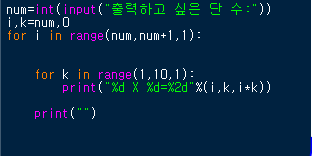 num=int(input("출력하고 싶은 단 수:"))
i,k=num,0
for i in range(num,num+1,1):
    for k in range(1,10,1):
        print("%d X %d=%2d"%(i,k,i*k))
    print("")